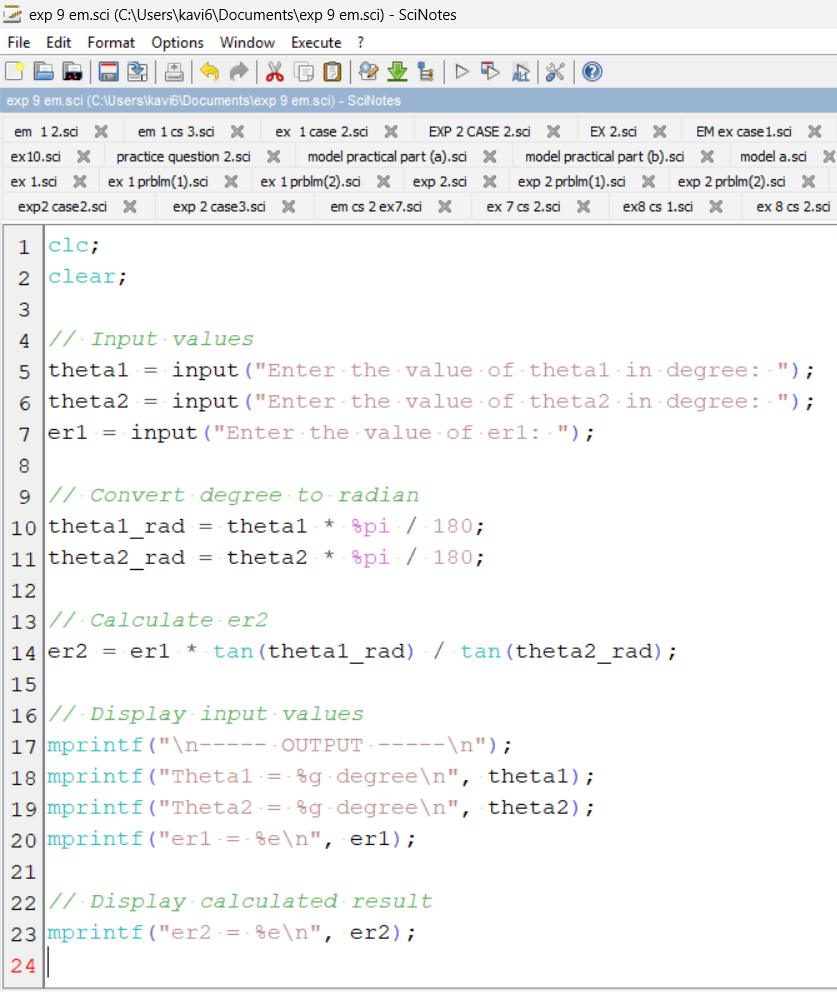 exp 9 em.sci (C:\Users\kavi6\Documents\exp 9 em.sci) - SciNotes
File Edit Format Options Window Execute ?
exp 9 em.sci (C:\Users\kavi6\Documents\exp 9 em.sci) - SciNotes
em 1 2.sci em 1 cs 3.sci ex 1 case 2.sci EXP 2 CASE 2.sci EX 2.sci EM ex case1.sci
ex10.sci practice question 2.sci model practical part (a).sci model practical part (b).sci model a.sci
ex 1.sci ex 1 prblm(1).sci ex 1 prblm(2).sci exp 2.sci exp 2 prblm(1).sci exp 2 prblm(2).sci
exp2 case2.sci exp 2 case3.sci em cs 2 ex7.sci ex 7 cs 2.sci ex8 cs 1.sci ex 8 cs 2.sci
1 clc;
2 clear;
3
4 // Input values
5 theta1 = input("Enter the value of theta1 in degree: ");
6 theta2 = input("Enter the value of theta2 in degree: ");
7 er1 = input("Enter the value of er1: ");
8
9 // Convert degree to radian
10 theta1_rad = theta1 * %pi / 180;
11 theta2_rad = theta2 * %pi / 180;
12
13 // Calculate er2
14 er2 = er1 * tan(theta1_rad) / tan(theta2_rad);
15
16 // Display input values
17 mprintf("\n----- OUTPUT -----\n");
18 mprintf("Theta1 = %g degree\n", theta1);
19 mprintf("Theta2 = %g degree\n", theta2);
20 mprintf("er1 = %e\n", er1);
21
22 // Display calculated result
23 mprintf("er2 = %e\n", er2);
24